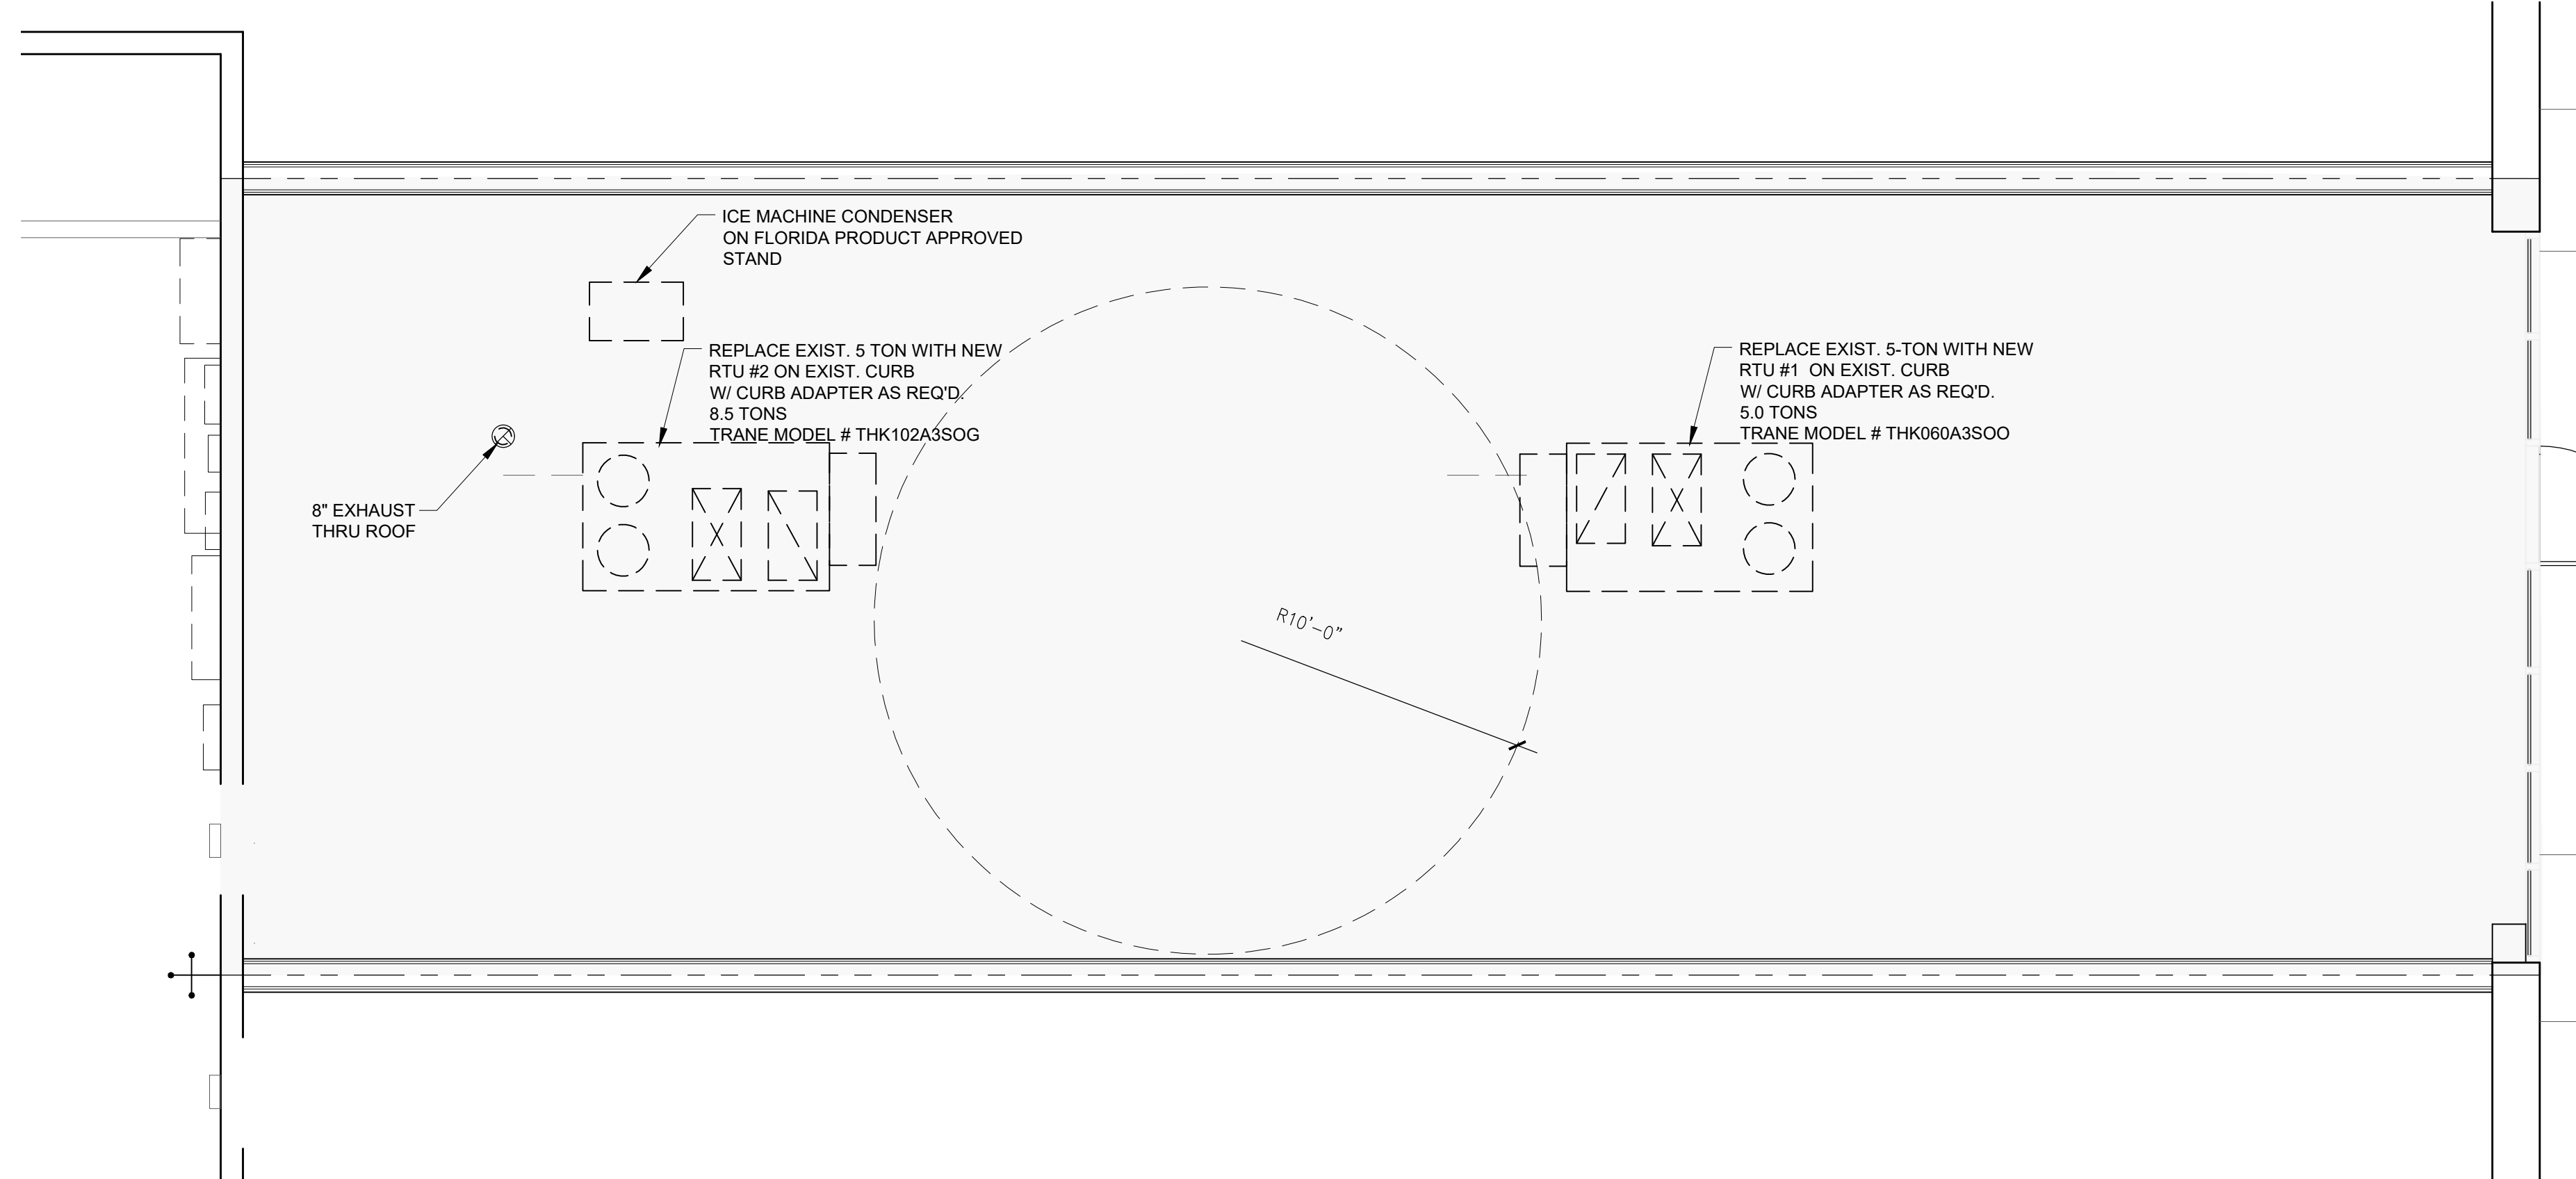 ICE MACHINE CONDENSER
ON FLORIDA PRODUCT APPROVED
STAND
REPLACE EXIST. 5 TON WITH NEW
RTU #2 ON EXIST. CURB
W/ CURB ADAPTER AS REQ'D.
8.5 TONS
TRANE MODEL # THK102A3SOG
REPLACE EXIST. 5-TON WITH NEW
RTU #1 ON EXIST. CURB
W/ CURB ADAPTER AS REQ'D.
5.0 TONS
TRANE MODEL # THK060A3SOO
8" EXHAUST
THRU ROOF
R10'-0"